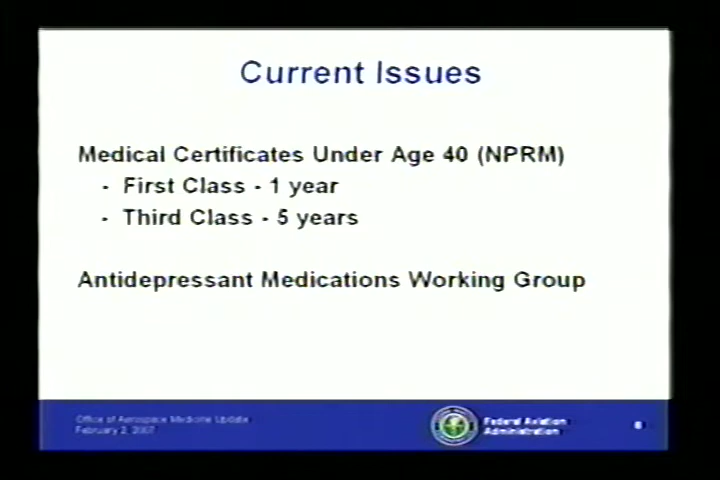 Current Issues
Medical Certificates Under Age 40 (NPRM)
- First Class - 1 year
- Third Class - 5 years
Antidepressant Medications Working Group
Office of Aerospace Medicine Update
February 2, 2007
Federal Aviation
Administration